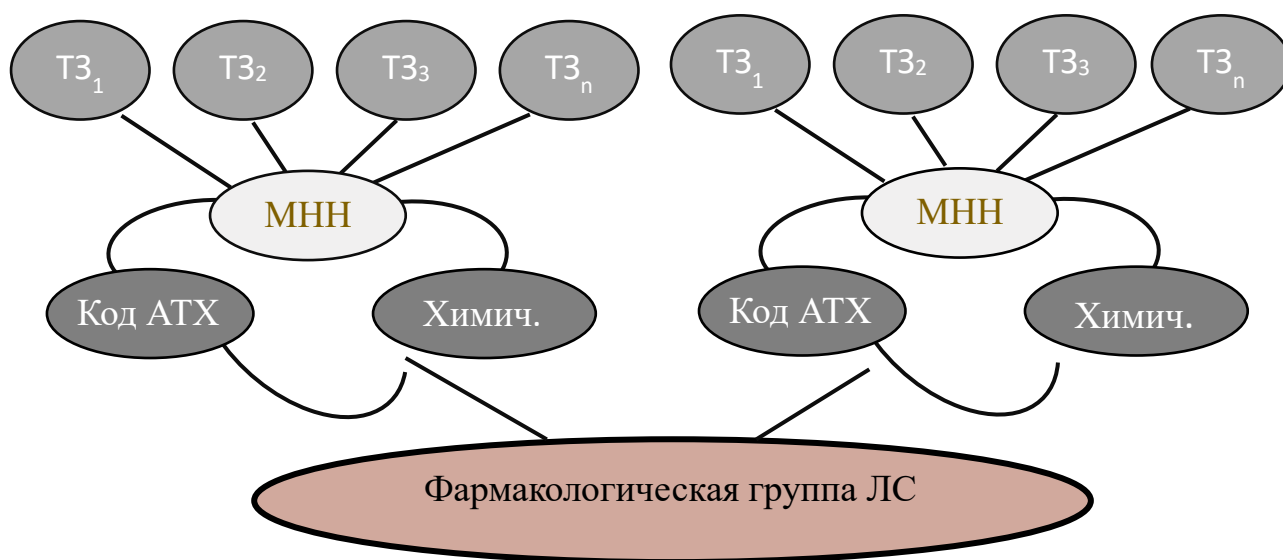 ТЗ₁ ТЗ₂ ТЗ₃ ТЗₙ ТЗ₁ ТЗ₂ ТЗ₃ ТЗₙ
МНН МНН
Код АТХ Химич. Код АТХ Химич.
Фармакологическая группа ЛС